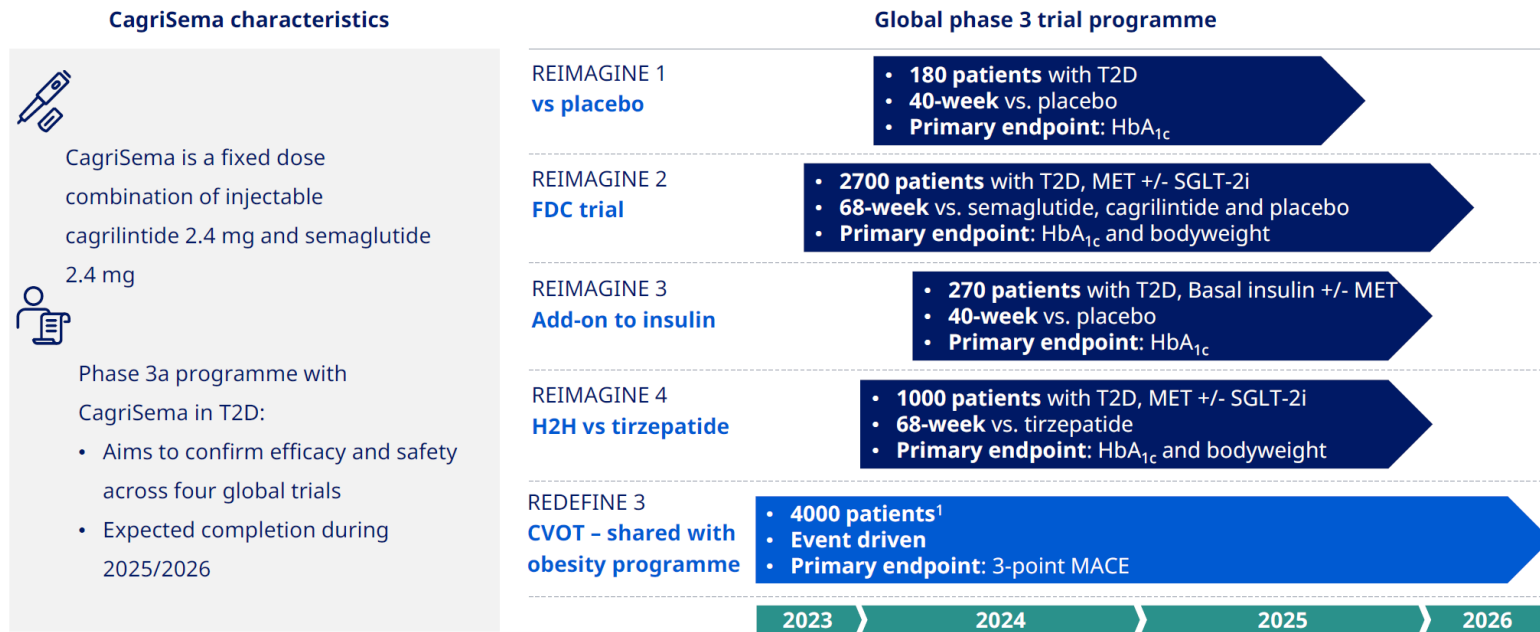 CagriSema characteristics
CagriSema is a fixed dose
combination of injectable
cagrilintide 2.4 mg and semaglutide
2.4 mg
Phase 3a programme with
CagriSema in T2D:
• Aims to confirm efficacy and safety
across four global trials
• Expected completion during
2025/2026
Global phase 3 trial programme
REIMAGINE 1
vs placebo
• 180 patients with T2D
• 40-week vs. placebo
• Primary endpoint: HbA1c
REIMAGINE 2
FDC trial
• 2700 patients with T2D, MET +/- SGLT-2i
• 68-week vs. semaglutide, cagrilintide and placebo
• Primary endpoint: HbA1c and bodyweight
REIMAGINE 3
Add-on to insulin
• 270 patients with T2D, Basal insulin +/- MET
• 40-week vs. placebo
• Primary endpoint: HbA1c
REIMAGINE 4
H2H vs tirzepatide
• 1000 patients with T2D, MET +/- SGLT-2i
• 68-week vs. tirzepatide
• Primary endpoint: HbA1c and bodyweight
REDEFINE 3
CVOT – shared with
obesity programme
• 4000 patients¹
• Event driven
• Primary endpoint: 3-point MACE
2023 2024 2025 2026